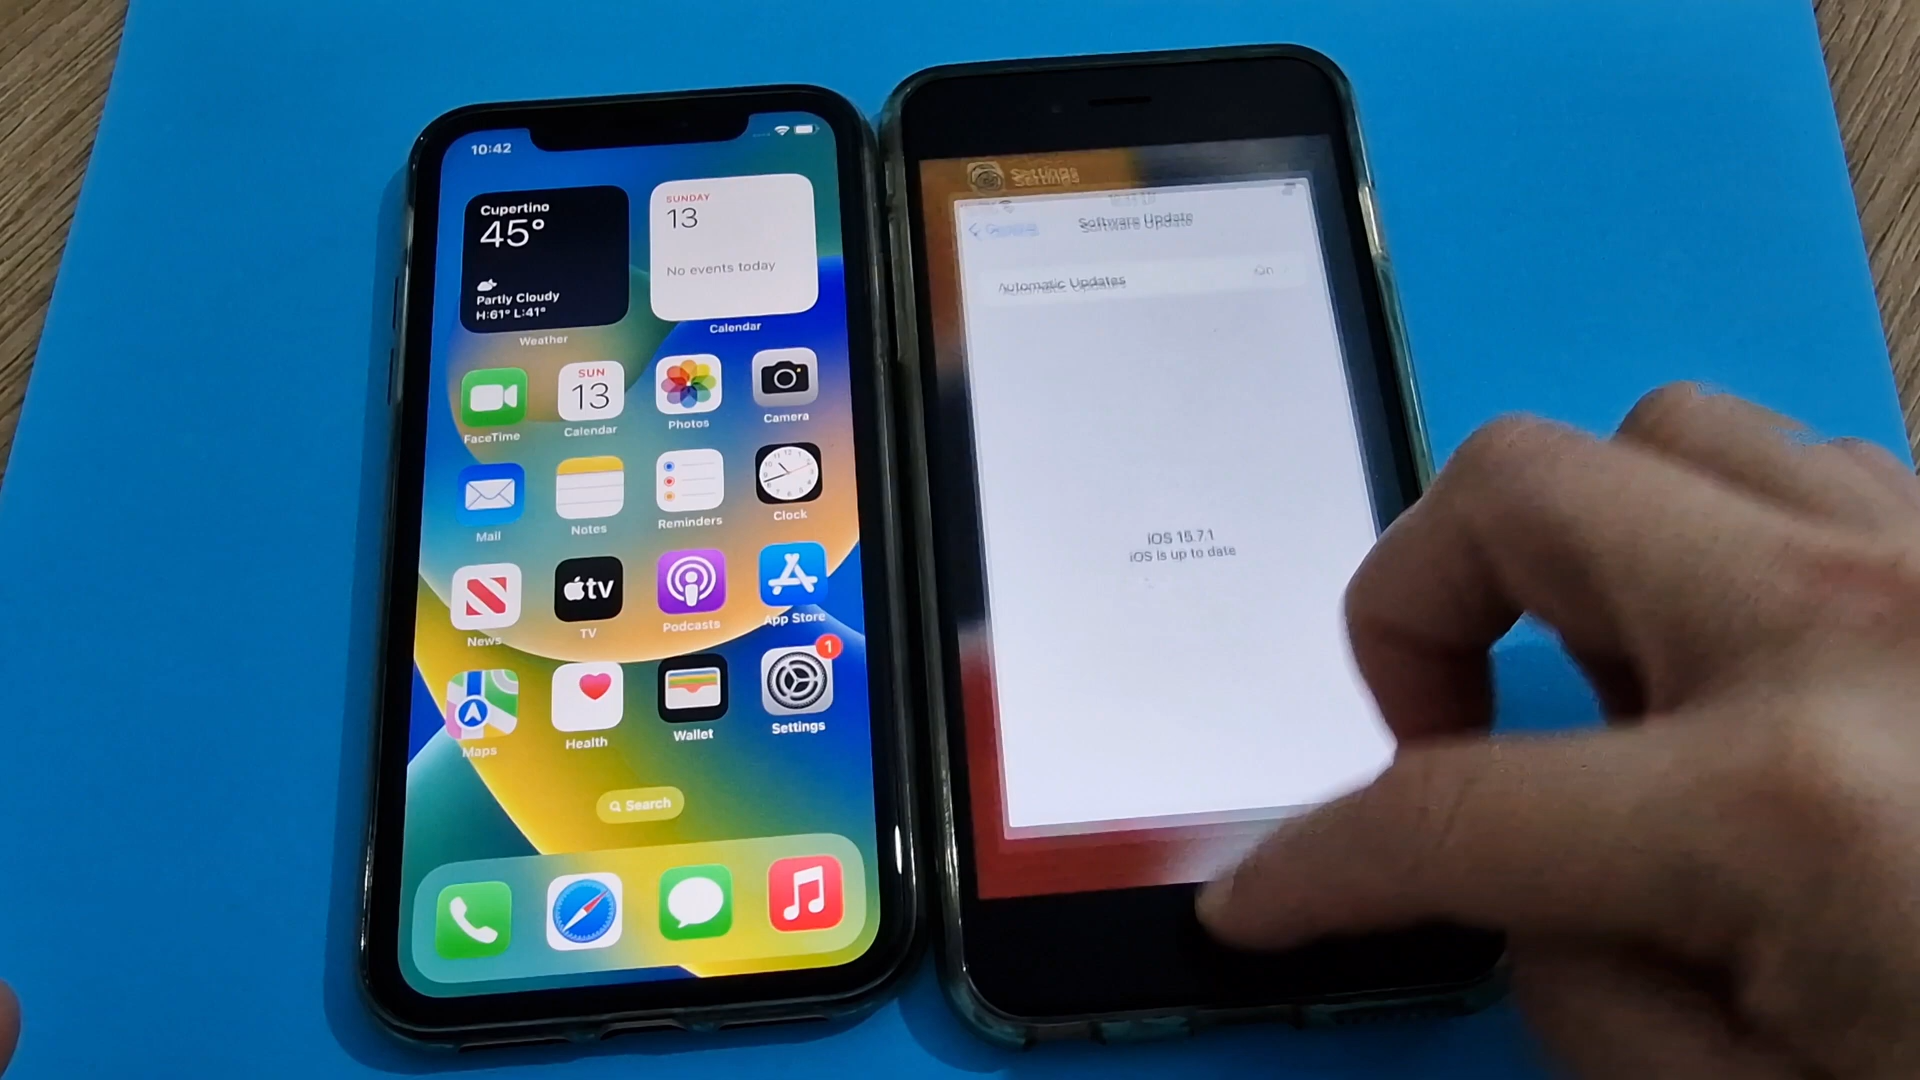 10:42
Cupertino
45°
Partly Cloudy
H:61° L:41°
Weather
SUNDAY
13
No events today
Calendar
FaceTime
SUN
13
Calendar
Photos
Camera
Mail
Notes
Reminders
Clock
News
tv
TV
Podcasts
App Store
Maps
Health
Wallet
1
Settings
Search
Settings
Software Update
Automatic Updates
On
iOS 15.7.1
iOS is up to date